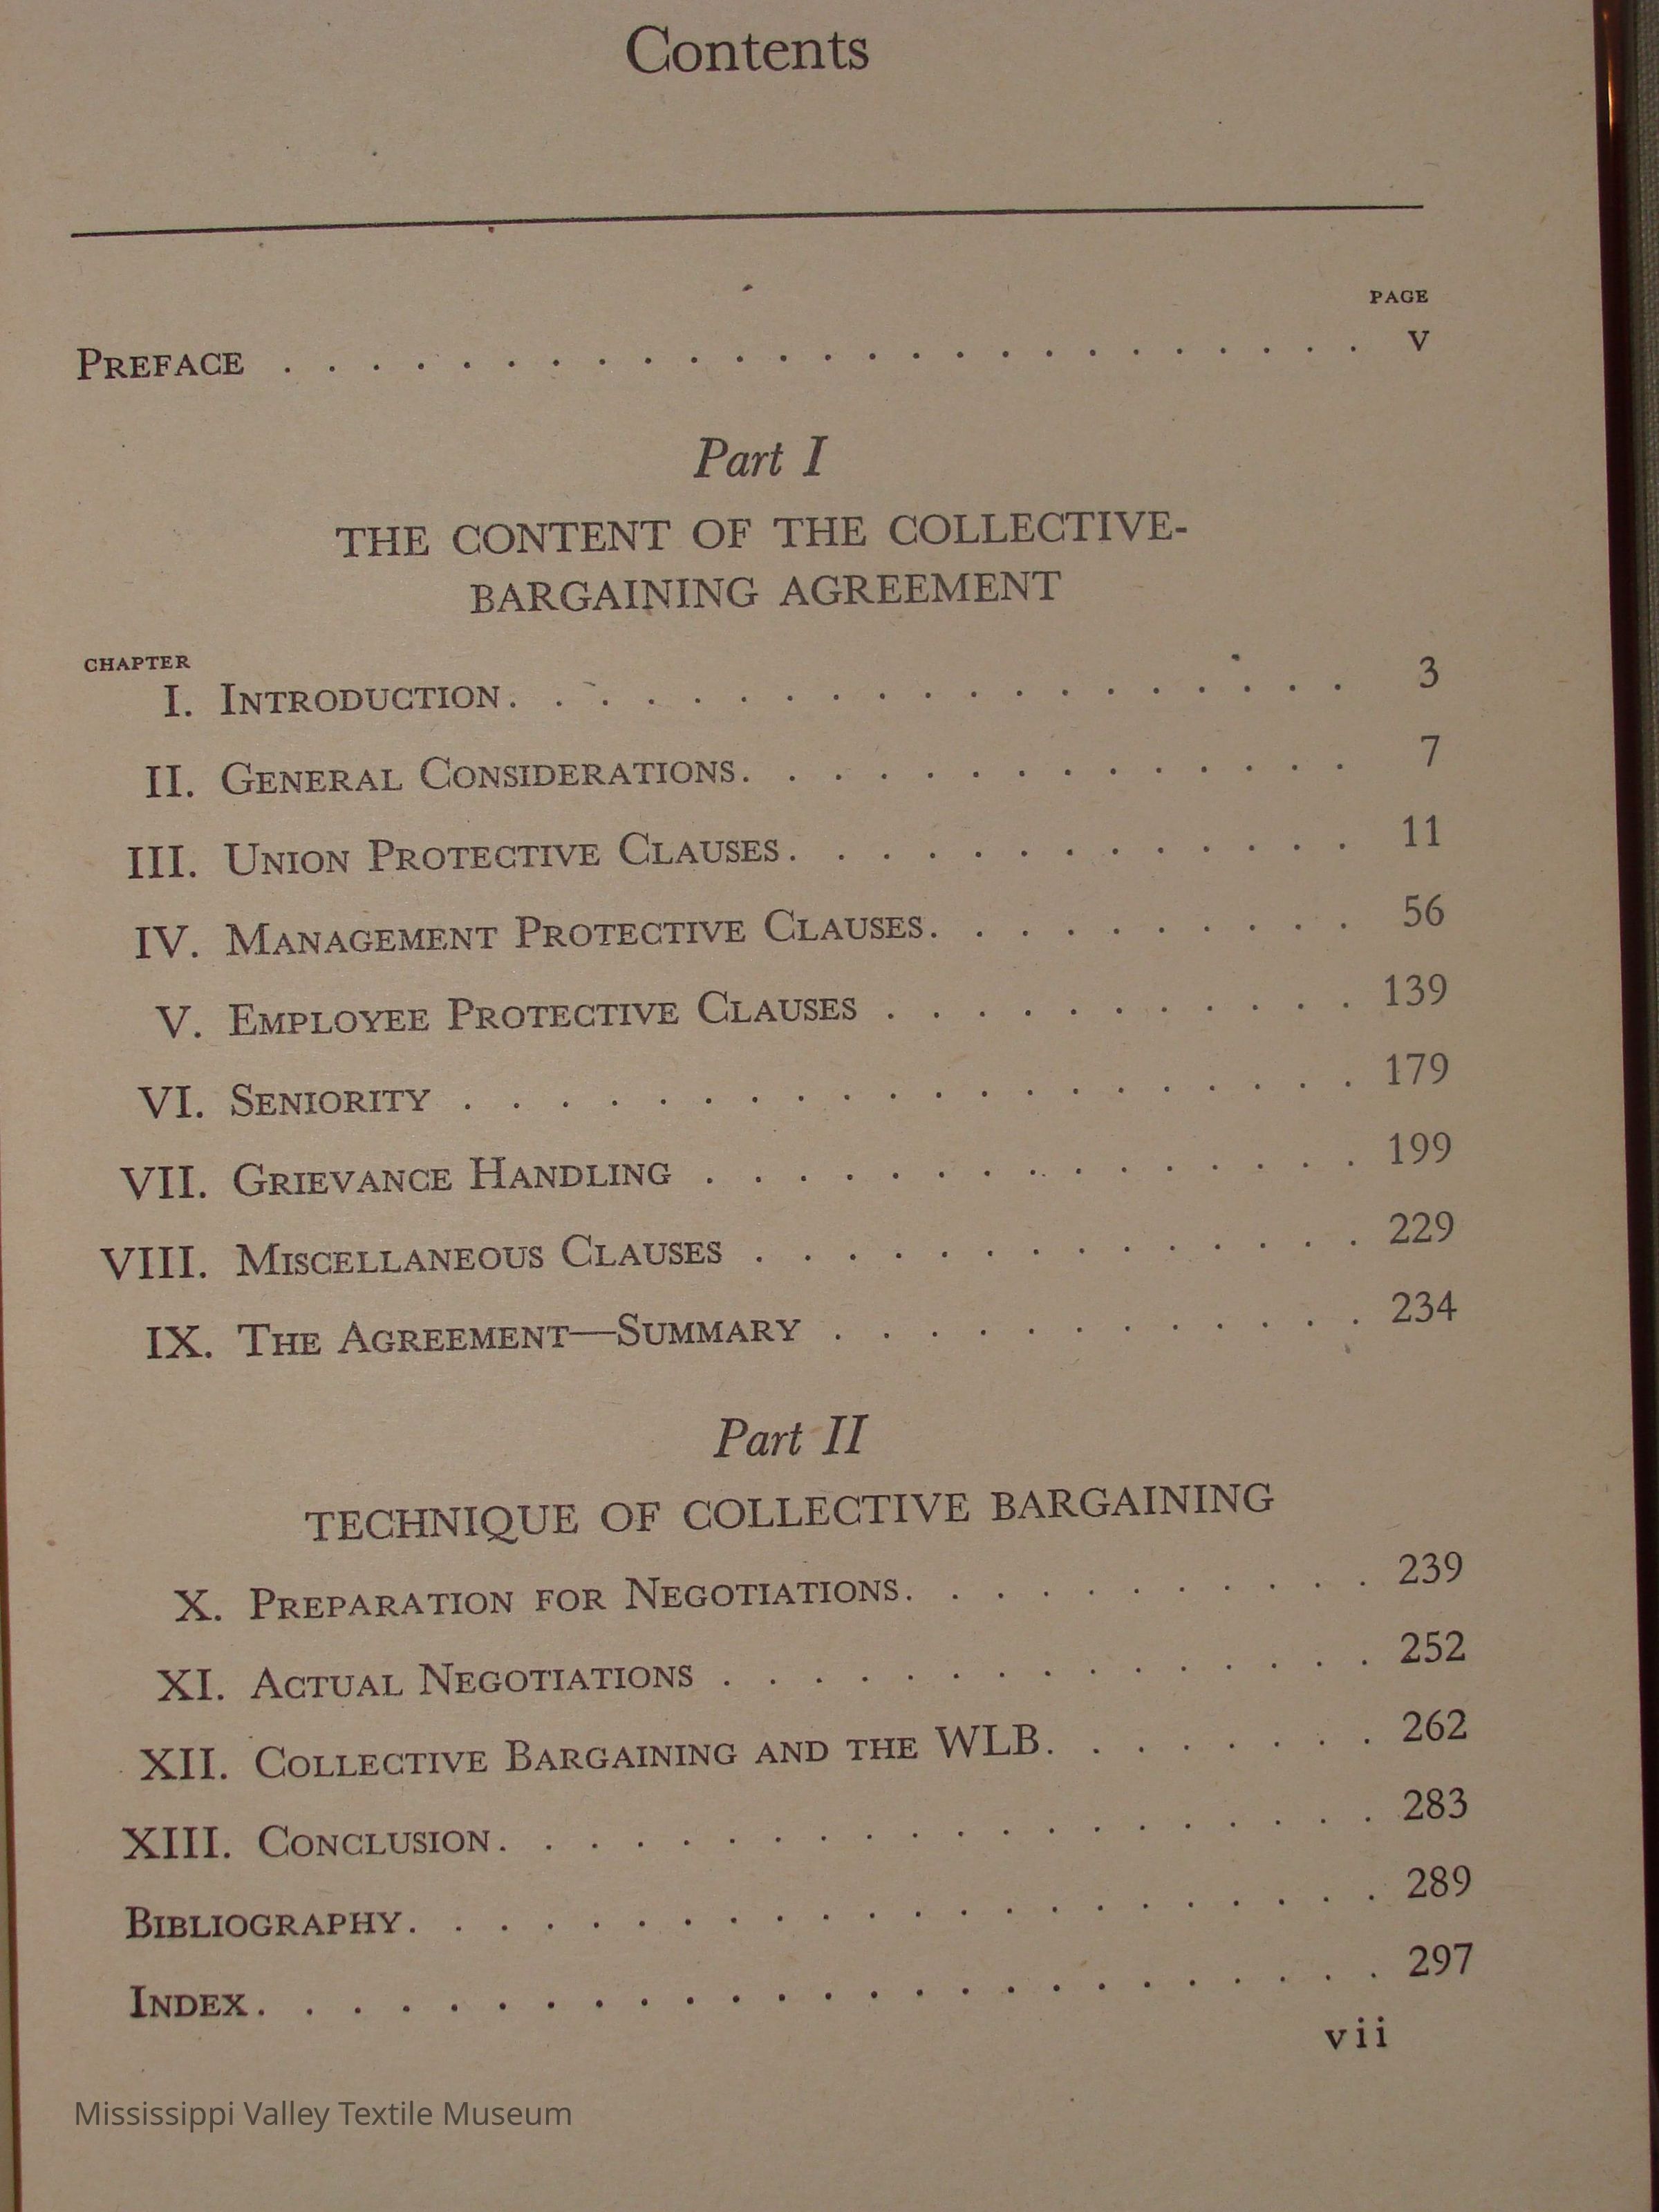 Contents
PAGE
PREFACE . . . . . . . . . . . . . . . . . . . . . . . . . v
Part I
THE CONTENT OF THE COLLECTIVE-
BARGAINING AGREEMENT
CHAPTER
I. INTRODUCTION. . . . . . . . . . . . . . . . . . . 3
II. GENERAL CONSIDERATIONS. . . . . . . . . . . . . . 7
III. UNION PROTECTIVE CLAUSES. . . . . . . . . . . . . 11
IV. MANAGEMENT PROTECTIVE CLAUSES. . . . . . . . . . 56
V. EMPLOYEE PROTECTIVE CLAUSES . . . . . . . . . . . 139
VI. SENIORITY . . . . . . . . . . . . . . . . . . . . 179
VII. GRIEVANCE HANDLING . . . . . . . . . . . . . . . 199
VIII. MISCELLANEOUS CLAUSES . . . . . . . . . . . . . . 229
IX. THE AGREEMENT—SUMMARY . . . . . . . . . . . . 234
Part II
TECHNIQUE OF COLLECTIVE BARGAINING
X. PREPARATION FOR NEGOTIATIONS. . . . . . . . . . . 239
XI. ACTUAL NEGOTIATIONS . . . . . . . . . . . . . . . 252
XII. COLLECTIVE BARGAINING AND THE WLB. . . . . . . . 262
XIII. CONCLUSION. . . . . . . . . . . . . . . . . . . . 283
BIBLIOGRAPHY. . . . . . . . . . . . . . . . . . . . . . 289
INDEX. . . . . . . . . . . . . . . . . . . . . . . . . 297
vii
Mississippi Valley Textile Museum